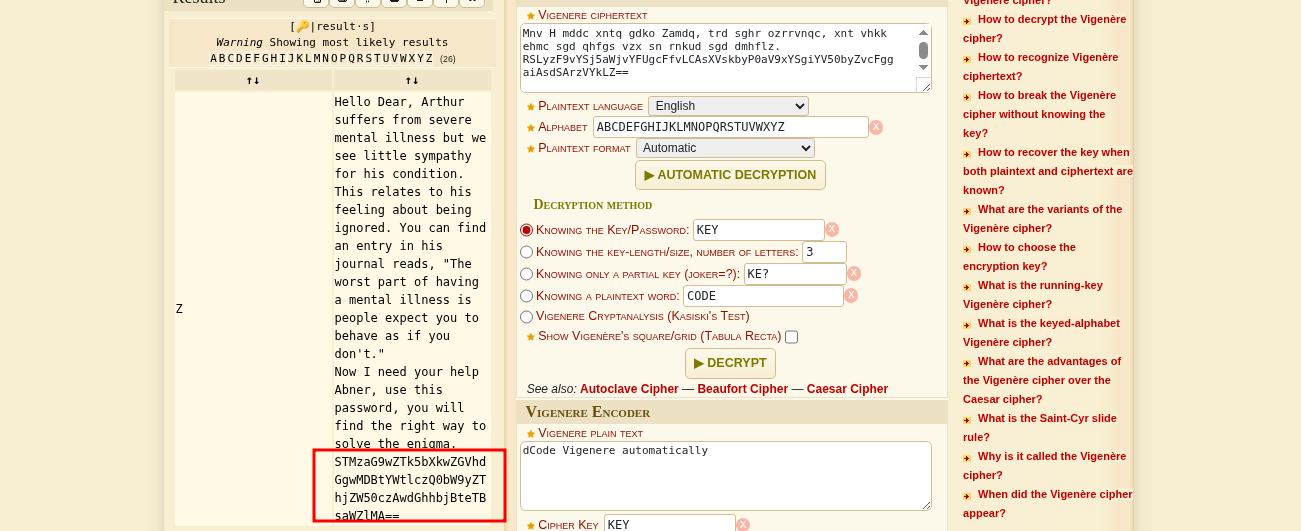 Results
[🔑|result·s]
Warning Showing most likely results
ABCDEFGHIJKLMNOPQRSTUVWXYZ (26)
↑↓ ↑↓
Z
Hello Dear, Arthur
suffers from severe
mental illness but we
see little sympathy
for his condition.
This relates to his
feeling about being
ignored. You can find
an entry in his
journal reads, "The
worst part of having
a mental illness is
people expect you to
behave as if you
don't."
Now I need your help
Abner, use this
password, you will
find the right way to
solve the enigma.
STMzaG9wZTk5bXkwZGVhd
GgwMDBtYWtlczQ0bW9yZT
hjZW50czAwdGhhbjBteTB
saWZlMA==
★ Vigenere ciphertext
Mnv H mddc xntq gdko Zamdq, trd sghr ozrrvnqc, xnt vhkk
ehmc sgd qhfgs vzx sn rnkud sgd dmhflz.
RSLyzF9vYSj5aWjvYFUgcFfvLCAsXVskbyP0aV9xYSgiYV50byZvcFgg
aiAsdSArzVYkLZ==
★ Plaintext language English
★ Alphabet ABCDEFGHIJKLMNOPQRSTUVWXYZ X
★ Plaintext format Automatic
▶ AUTOMATIC DECRYPTION
Decryption method
Knowing the Key/Password: KEY X
Knowing the key-length/size, number of letters: 3
Knowing only a partial key (joker=?): KE? X
Knowing a plaintext word: CODE X
Vigenere Cryptanalysis (Kasiski's Test)
★ Show Vigenère's square/grid (Tabula Recta)
▶ DECRYPT
See also: Autoclave Cipher — Beaufort Cipher — Caesar Cipher
Vigenere Encoder
★ Vigenere plain text
dCode Vigenere automatically
★ Cipher Key KEY X
Vigenère cipher?
How to decrypt the Vigenère
cipher?
How to recognize Vigenère
ciphertext?
How to break the Vigenère
cipher without knowing the
key?
How to recover the key when
both plaintext and ciphertext are
known?
What are the variants of the
Vigenère cipher?
How to choose the
encryption key?
What is the running-key
Vigenère cipher?
What is the keyed-alphabet
Vigenère cipher?
What are the advantages of
the Vigenère cipher over the
Caesar cipher?
What is the Saint-Cyr slide
rule?
Why is it called the Vigenère
cipher?
When did the Vigenère cipher
appear?